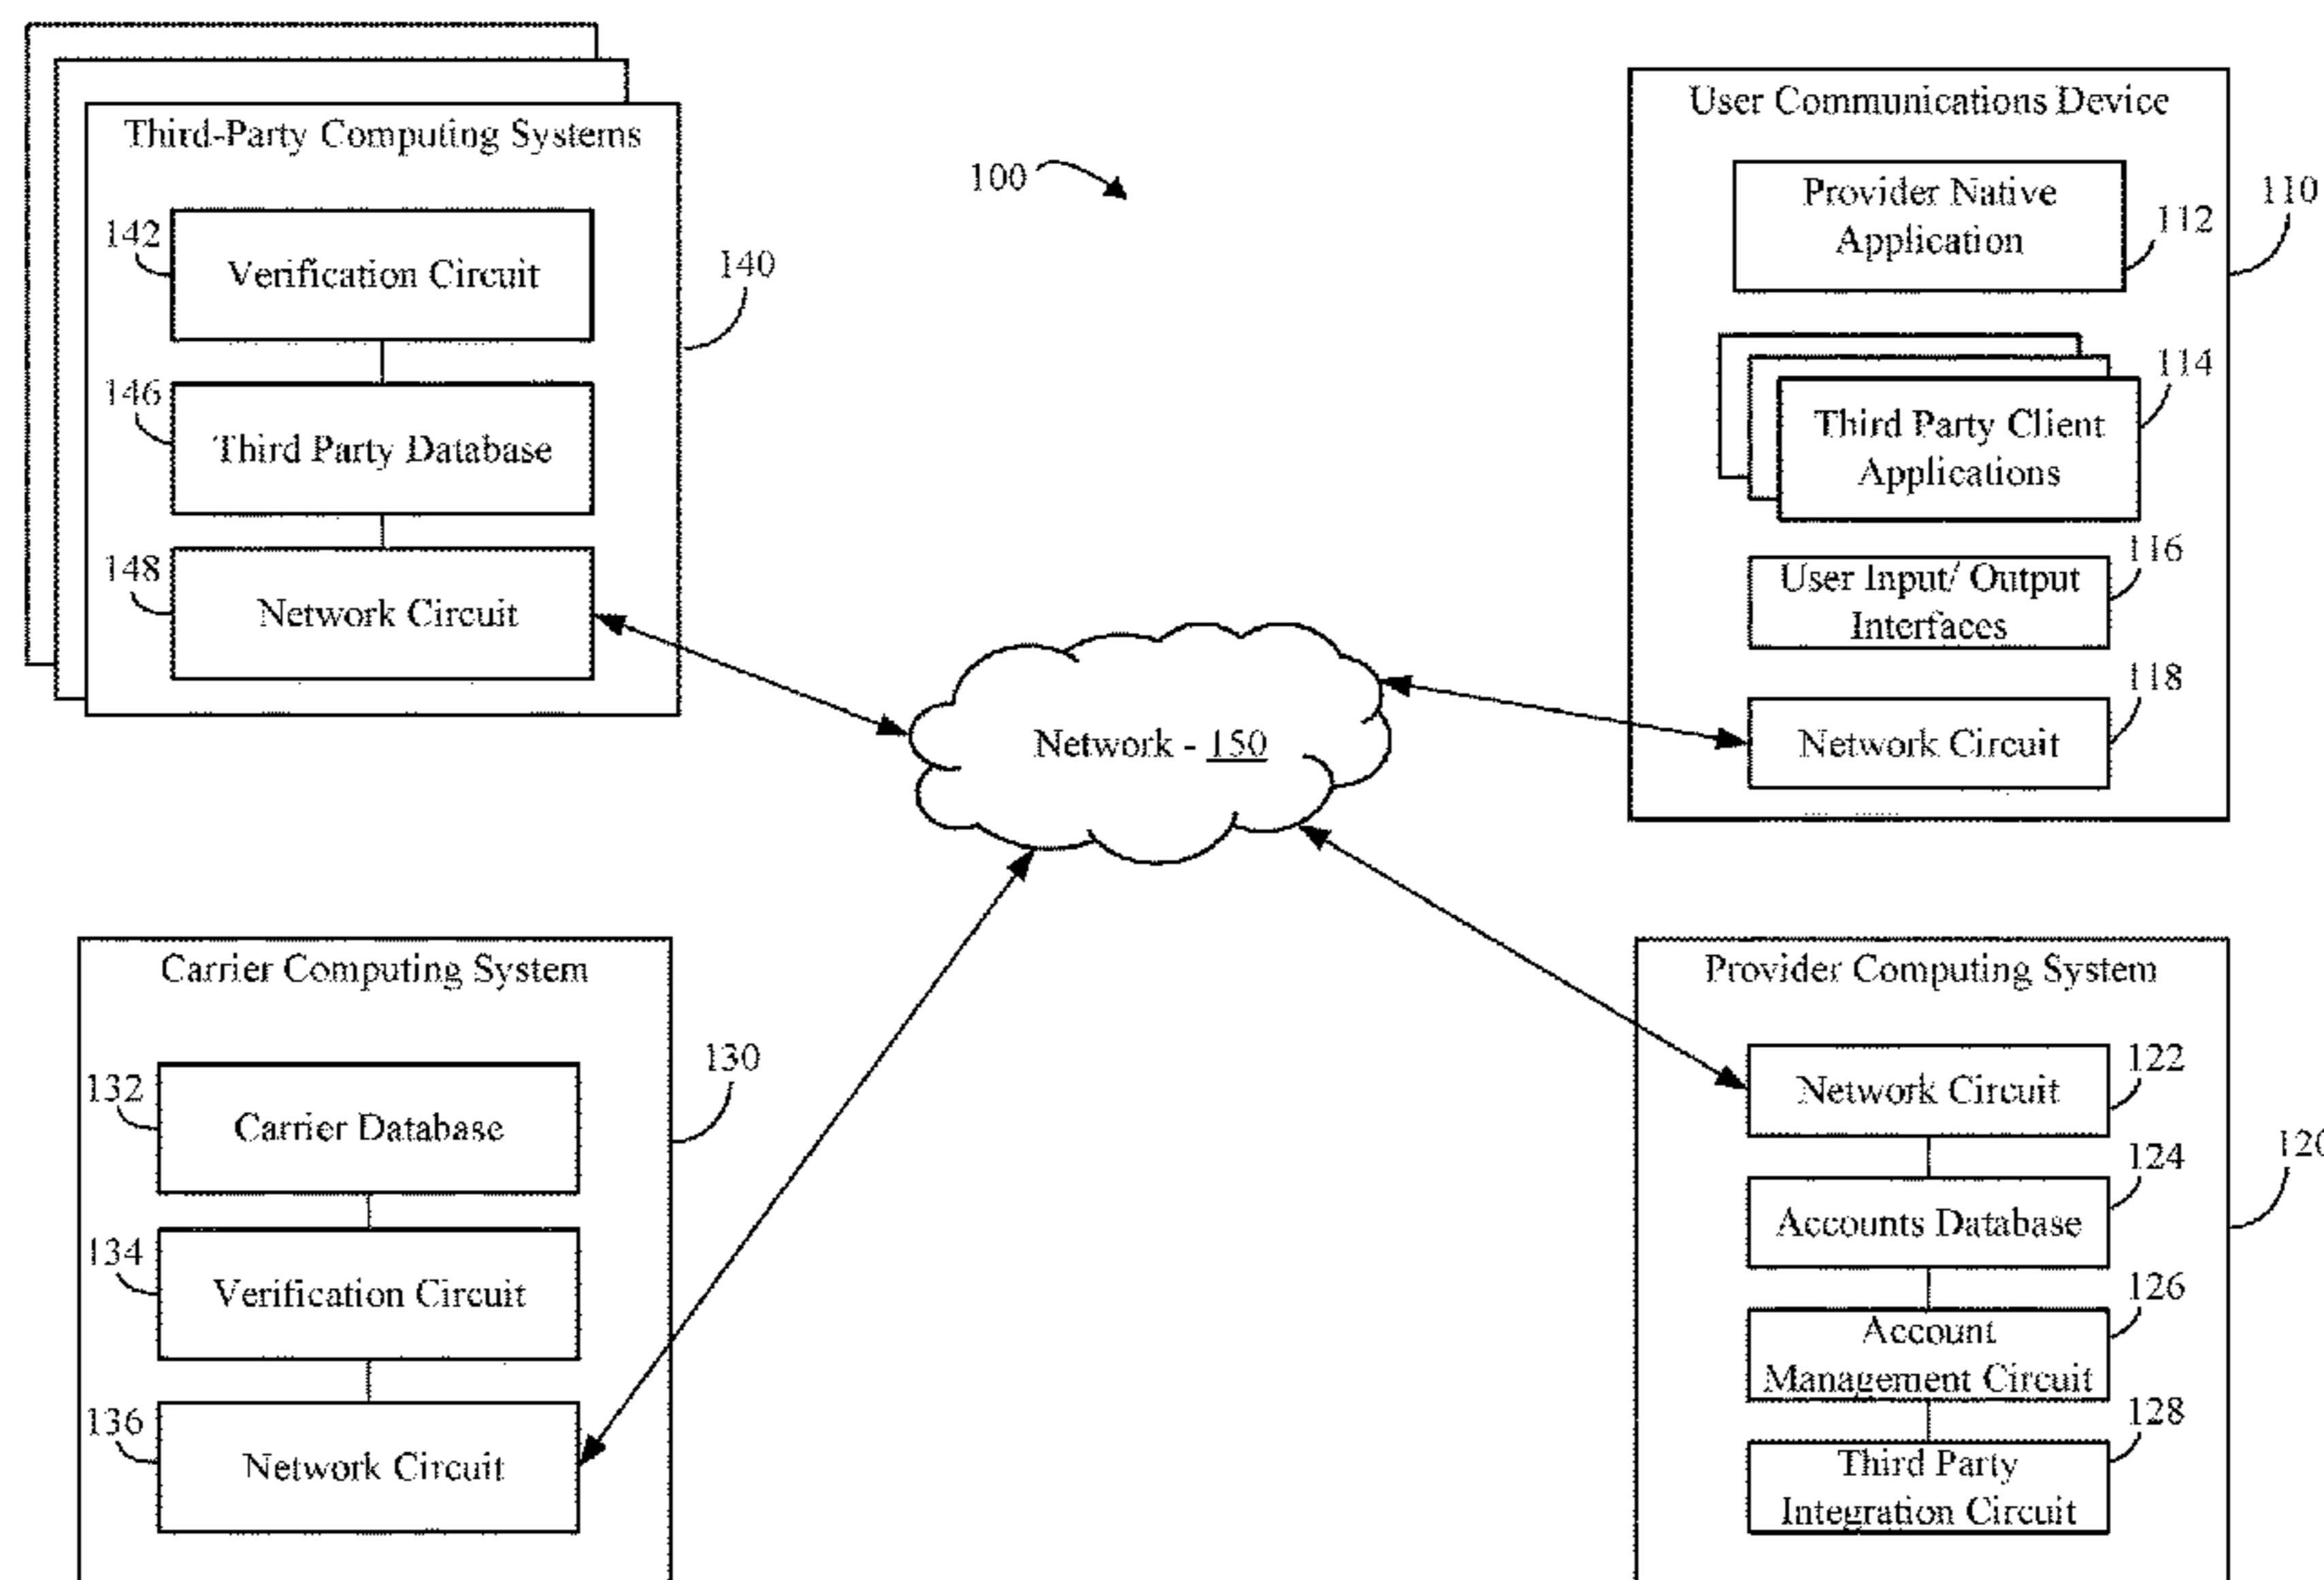 Third-Party Computing Systems
142
Verification Circuit
140
146
Third Party Database
148
Network Circuit
100
User Communications Device
110
Provider Native
Application
112
114
Third Party Client
Applications
116
User Input/ Output
Interfaces
118
Network Circuit
Network - 150
Carrier Computing System
130
132
Carrier Database
134
Verification Circuit
136
Network Circuit
Provider Computing System
122
Network Circuit
124
120
Accounts Database
126
Account
Management Circuit
128
Third Party
Integration Circuit